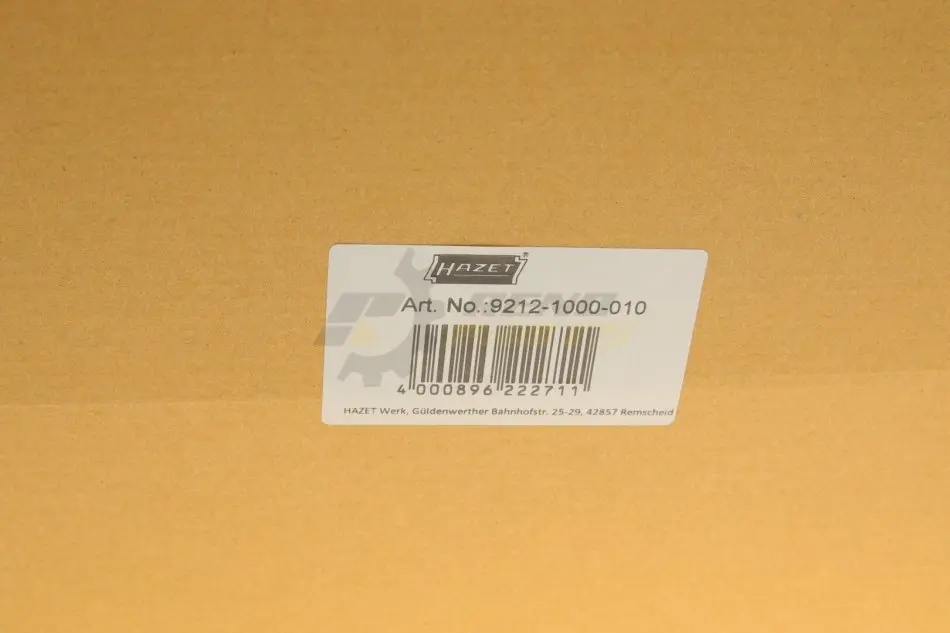 HAZET®
Art. No.:9212-1000-010
4 000896 222711
HAZET Werk, Güldenwerther Bahnhofstr. 25-29, 42857 Remscheid